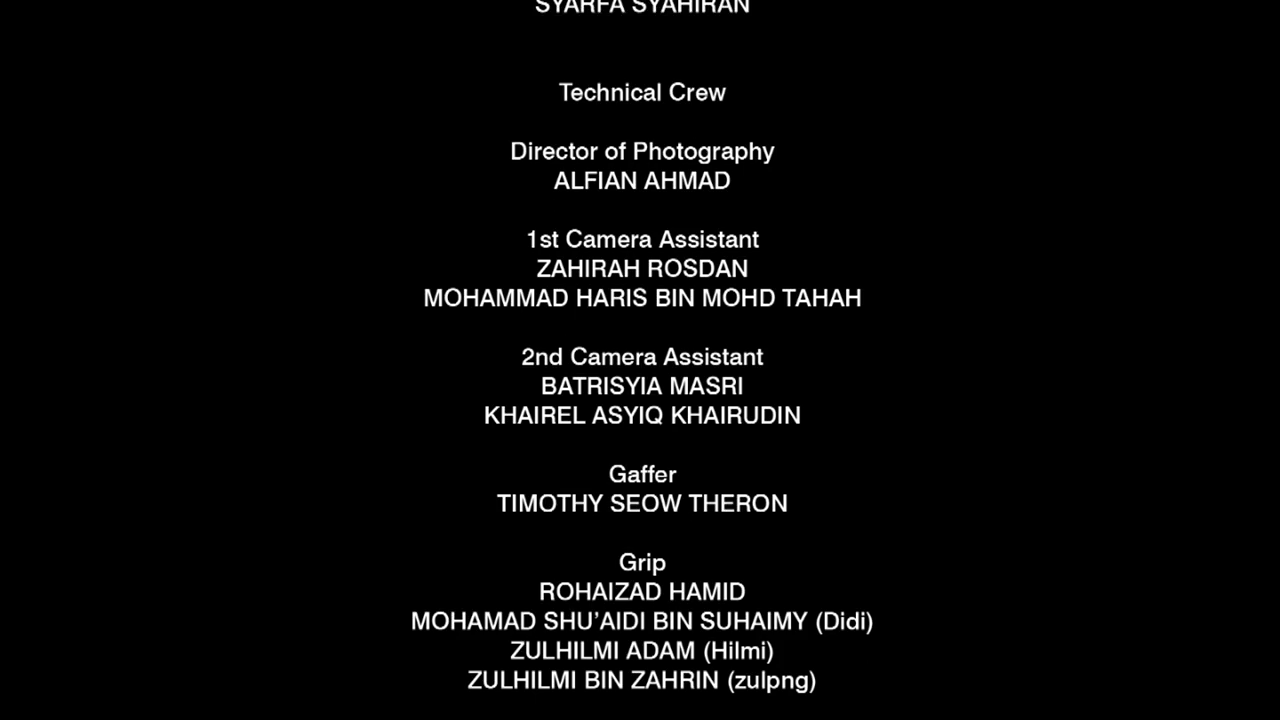 SYARFA SYAHIRAN
Technical Crew
Director of Photography
ALFIAN AHMAD
1st Camera Assistant
ZAHIRAH ROSDAN
MOHAMMAD HARIS BIN MOHD TAHAH
2nd Camera Assistant
BATRISYIA MASRI
KHAIREL ASYIQ KHAIRUDIN
Gaffer
TIMOTHY SEOW THERON
Grip
ROHAIZAD HAMID
MOHAMAD SHU’AIDI BIN SUHAIMY (Didi)
ZULHILMI ADAM (Hilmi)
ZULHILMI BIN ZAHRIN (zulpng)